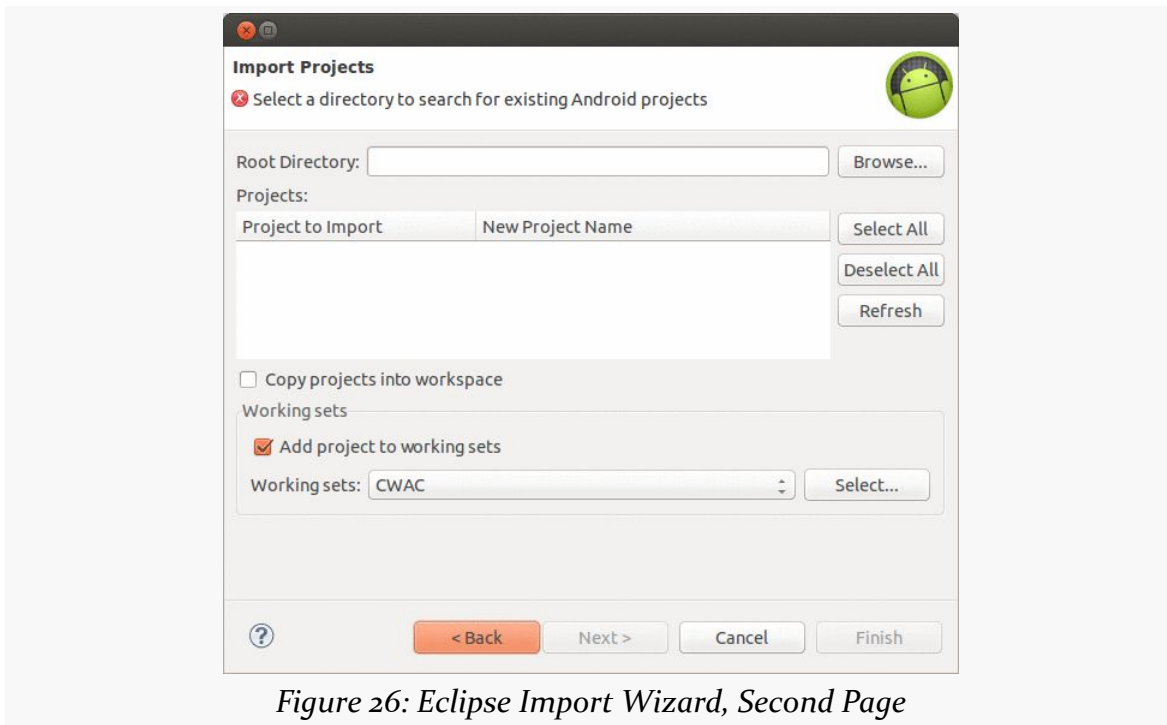 Import Projects
Select a directory to search for existing Android projects
Root Directory:
Browse...
Projects:
Project to Import
New Project Name
Select All
Deselect All
Refresh
Copy projects into workspace
Working sets
Add project to working sets
Working sets:
CWAC
Select...
?
< Back
Next >
Cancel
Finish
Figure 26: Eclipse Import Wizard, Second Page